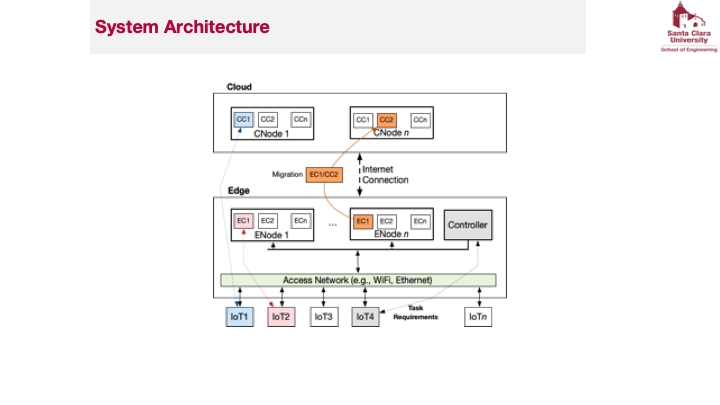 System Architecture
Santa Clara
University
School of Engineering
Cloud
CC1 CC2 CCn
CNode 1
CC1 CC2 CCn
CNode n
Migration EC1/CC2
Internet
Connection
Edge
EC1 EC2 ECn
ENode 1
...
EC1 EC2 ECn
ENode n
Controller
Access Network (e.g., WiFi, Ethernet)
IoT1 IoT2 IoT3 IoT4
Task
Requirements
IoTn